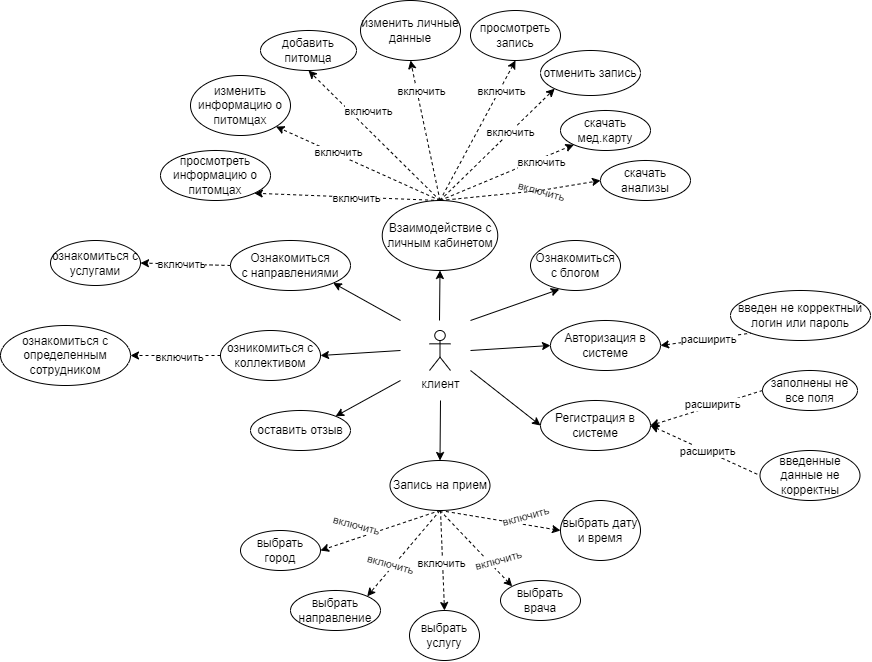 изменить личные
данные
просмотреть
запись
добавить
питомца
отменить запись
изменить
информацию о
питомцах
включить
включить
включить
включить
скачать
мед.карту
включить
включить
просмотреть
информацию о
питомцах
включить
включить
скачать
анализы
Взаимодействие с
личным кабинетом
ознакомиться с
услугами
включить
Ознакомиться
с направлениями
Ознакомиться
с блогом
введен не корректный
логин или пароль
ознакомиться с
определенным
сотрудником
включить
озникомиться с
коллективом
Авторизация в
системе
расширить
клиент
заполнены не
все поля
расширить
оставить отзыв
Регистрация в
системе
расширить
введенные
данные не
корректны
Запись на прием
включить
включить
выбрать дату
и время
выбрать
город
включить
включить
включить
выбрать
направление
выбрать
врача
выбрать
услугу